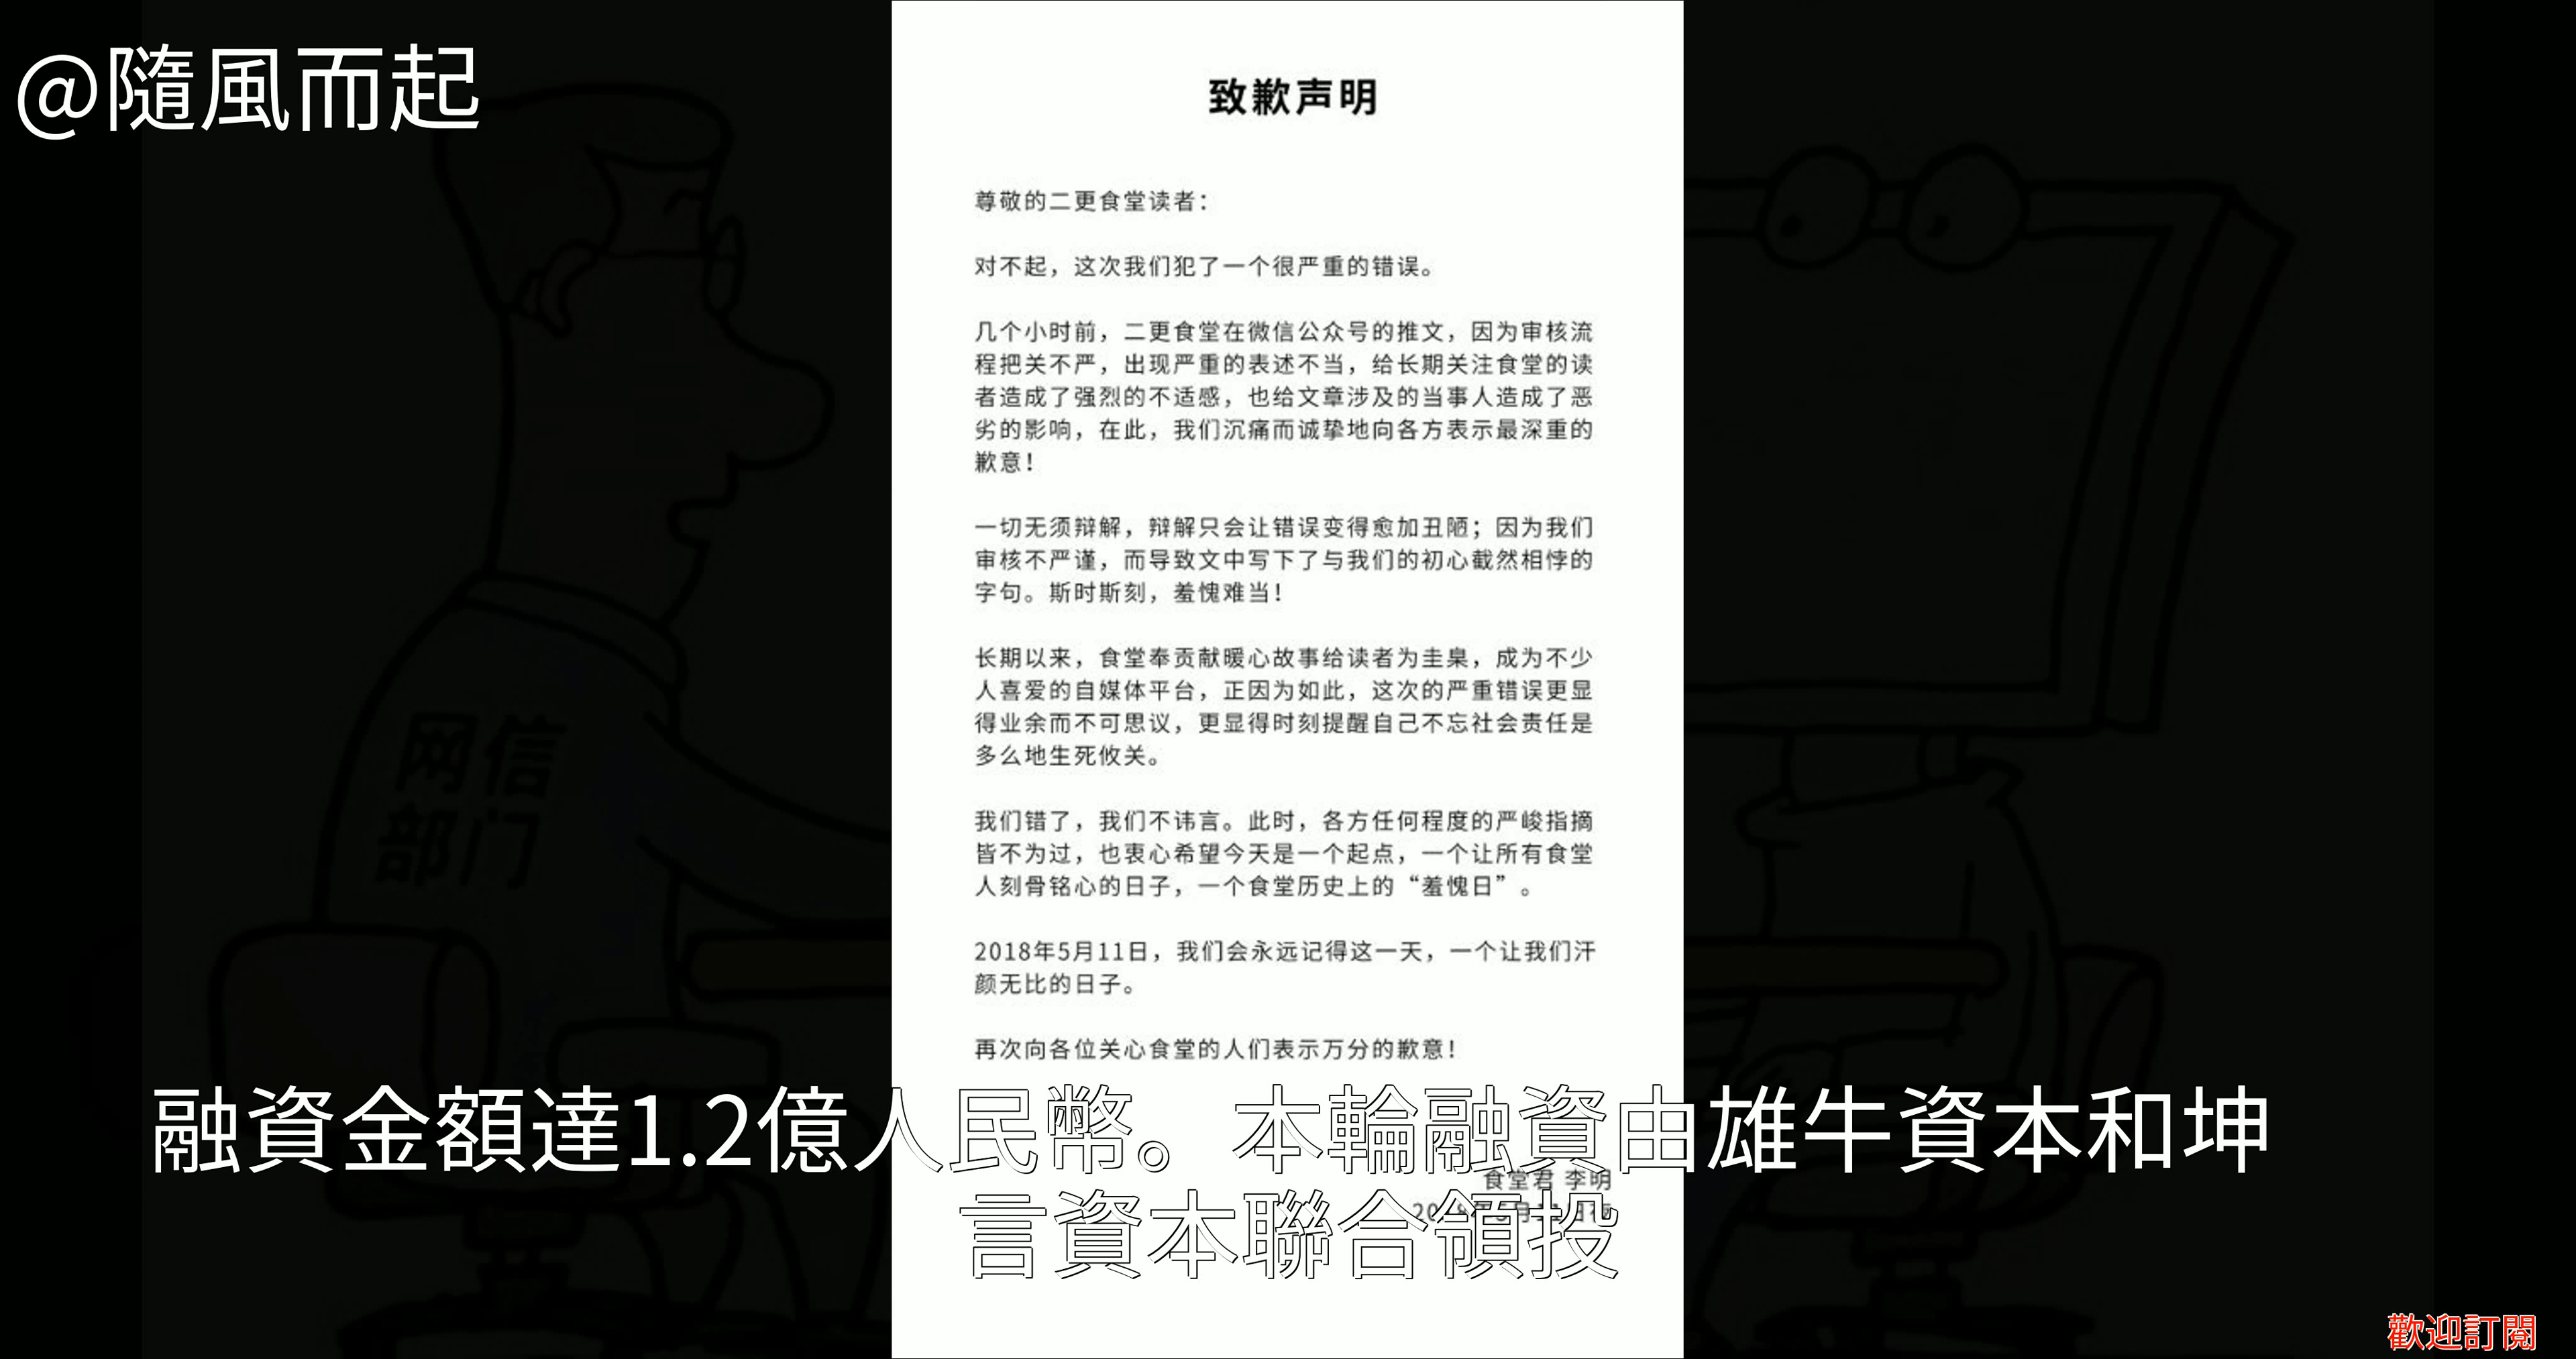 @隨風而起
致歉声明
尊敬的二更食堂读者：
对不起，这次我们犯了一个很严重的错误。
几个小时前，二更食堂在微信公众号的推文，因为审核流
程把关不严，出现严重的表述不当，给长期关注食堂的读
者造成了强烈的不适感，也给文章涉及的当事人造成了恶
劣的影响，在此，我们沉痛而诚挚地向各方表示最深重的
歉意！
一切无须辩解，辩解只会让错误变得愈加丑陋；因为我们
审核不严谨，而导致文中写下了与我们的初心截然相悖的
字句。斯时斯刻，羞愧难当！
长期以来，食堂奉贡献暖心故事给读者为圭臬，成为不少
人喜爱的自媒体平台，正因为如此，这次的严重错误更显
得业余而不可思议，更显得时刻提醒自己不忘社会责任是
多么地生死攸关。
我们错了，我们不讳言。此时，各方任何程度的严峻指摘
皆不为过，也衷心希望今天是一个起点，一个让所有食堂
人刻骨铭心的日子，一个食堂历史上的“羞愧日”。
2018年5月11日，我们会永远记得这一天，一个让我们汗
颜无比的日子。
再次向各位关心食堂的人们表示万分的歉意！
食堂君 李明
网信
部门
融資金額達1.2億人民幣。本輪融資由雄牛資本和坤
言資本聯合領投
歡迎訂閱